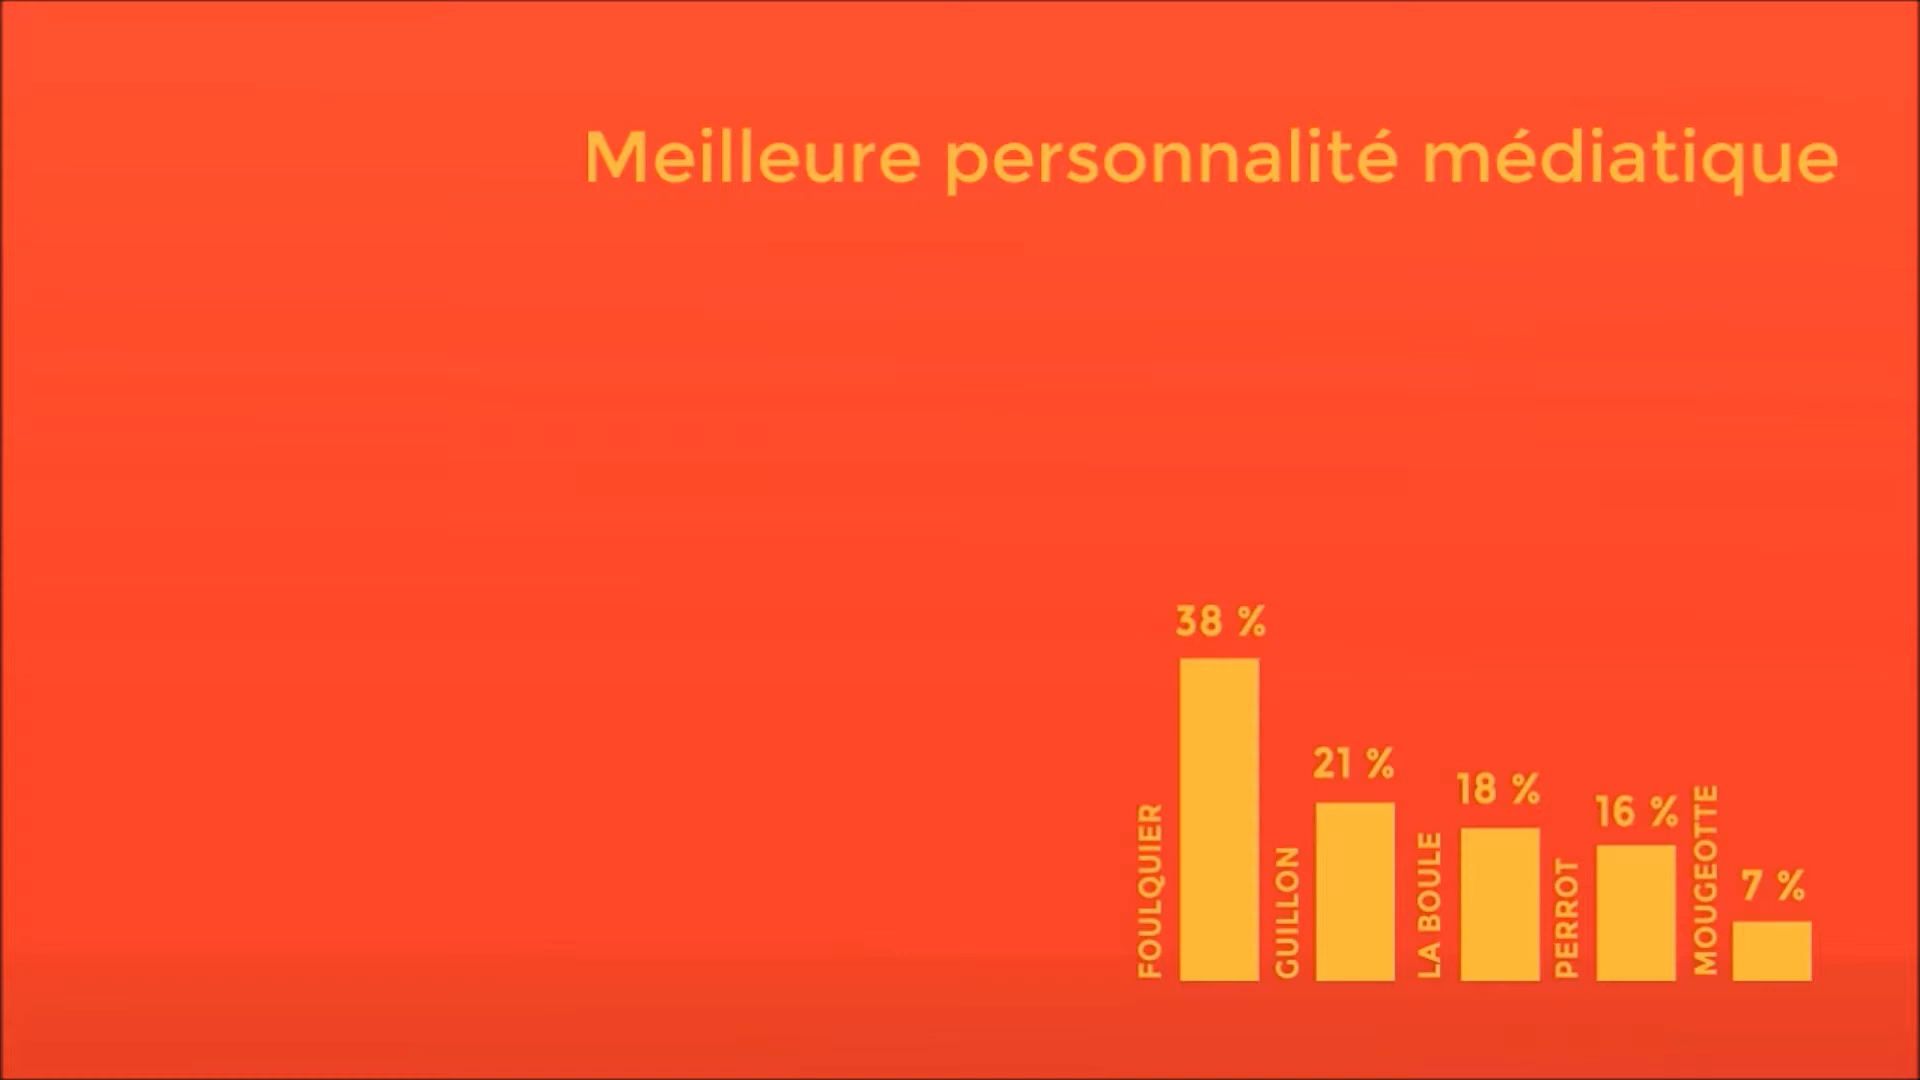 Meilleure personnalité médiatique
38 %
FOULQUIER
21 %
GUILLON
18 %
LA BOULE
16 %
PERROT
7 %
MOUGEOTTE